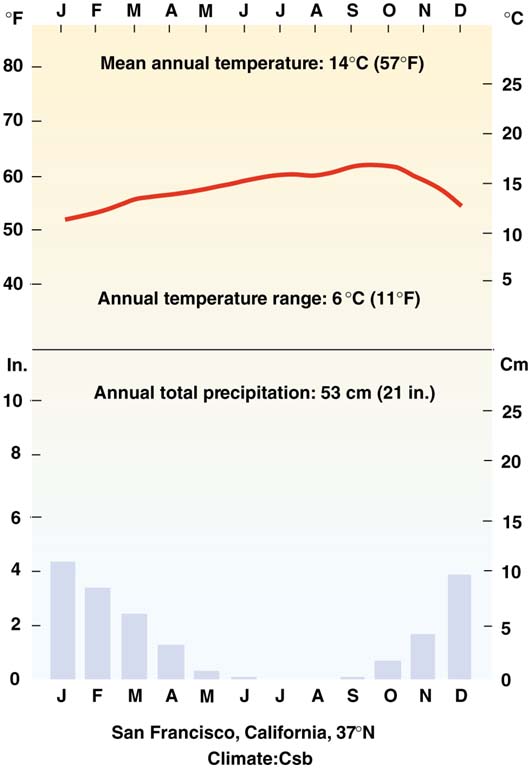 °F J F M A M J J A S O N D °C
Mean annual temperature: 14°C (57°F)
80
25
70
20
60
15
50
10
40
5
Annual temperature range: 6°C (11°F)
In. Cm
Annual total precipitation: 53 cm (21 in.)
10
25
8
20
6
15
4 10
2
5
0 0
J F M A M J J A S O N D
San Francisco, California, 37°N
Climate:Csb